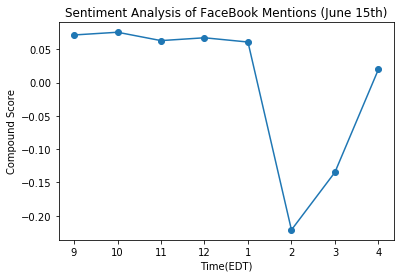 Sentiment Analysis of FaceBook Mentions (June 15th)
Compound Score
0.05
0.00
−0.05
−0.10
−0.15
−0.20
9 10 11 12 1 2 3 4
Time(EDT)